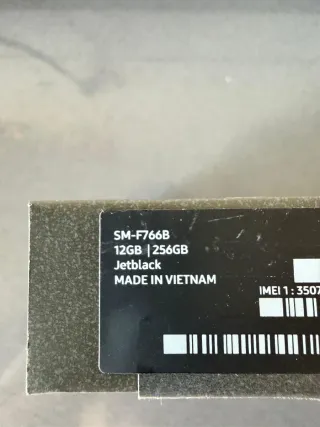 SM-F766B
12GB | 256GB
Jetblack
MADE IN VIETNAM
IMEI 1 : 3507